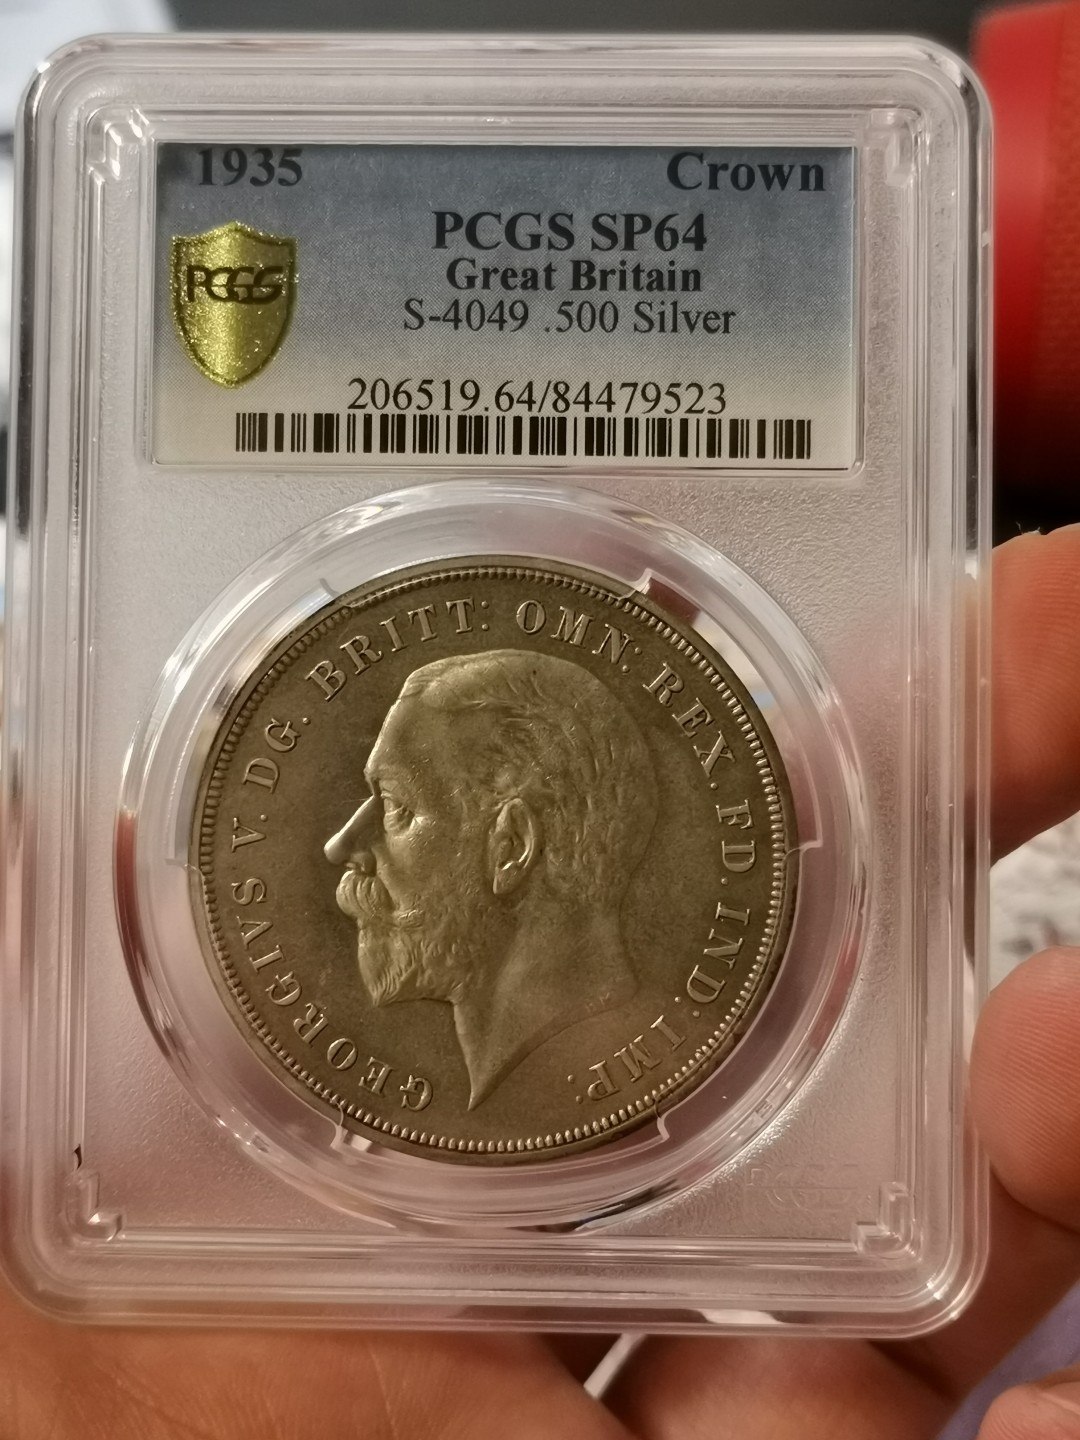 1935 Crown
PCGS SP64
Great Britain
S-4049 .500 Silver
PCGS
206519.64/84479523
GEORGIVS V. DG. BRITT: OMN: REX. FD. IND: IMP:
PCGS